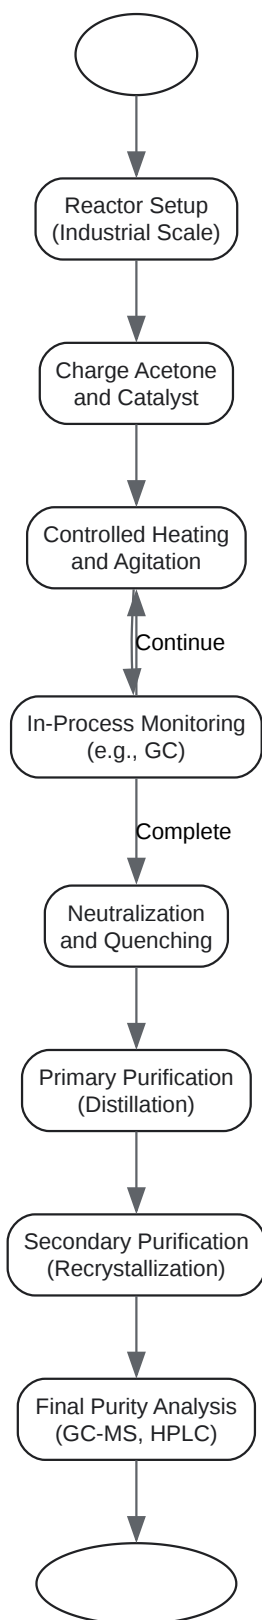 Reactor Setup
(Industrial Scale)
Charge Acetone
and Catalyst
Controlled Heating
and Agitation
Continue
In-Process Monitoring
(e.g., GC)
Complete
Neutralization
and Quenching
Primary Purification
(Distillation)
Secondary Purification
(Recrystallization)
Final Purity Analysis
(GC-MS, HPLC)